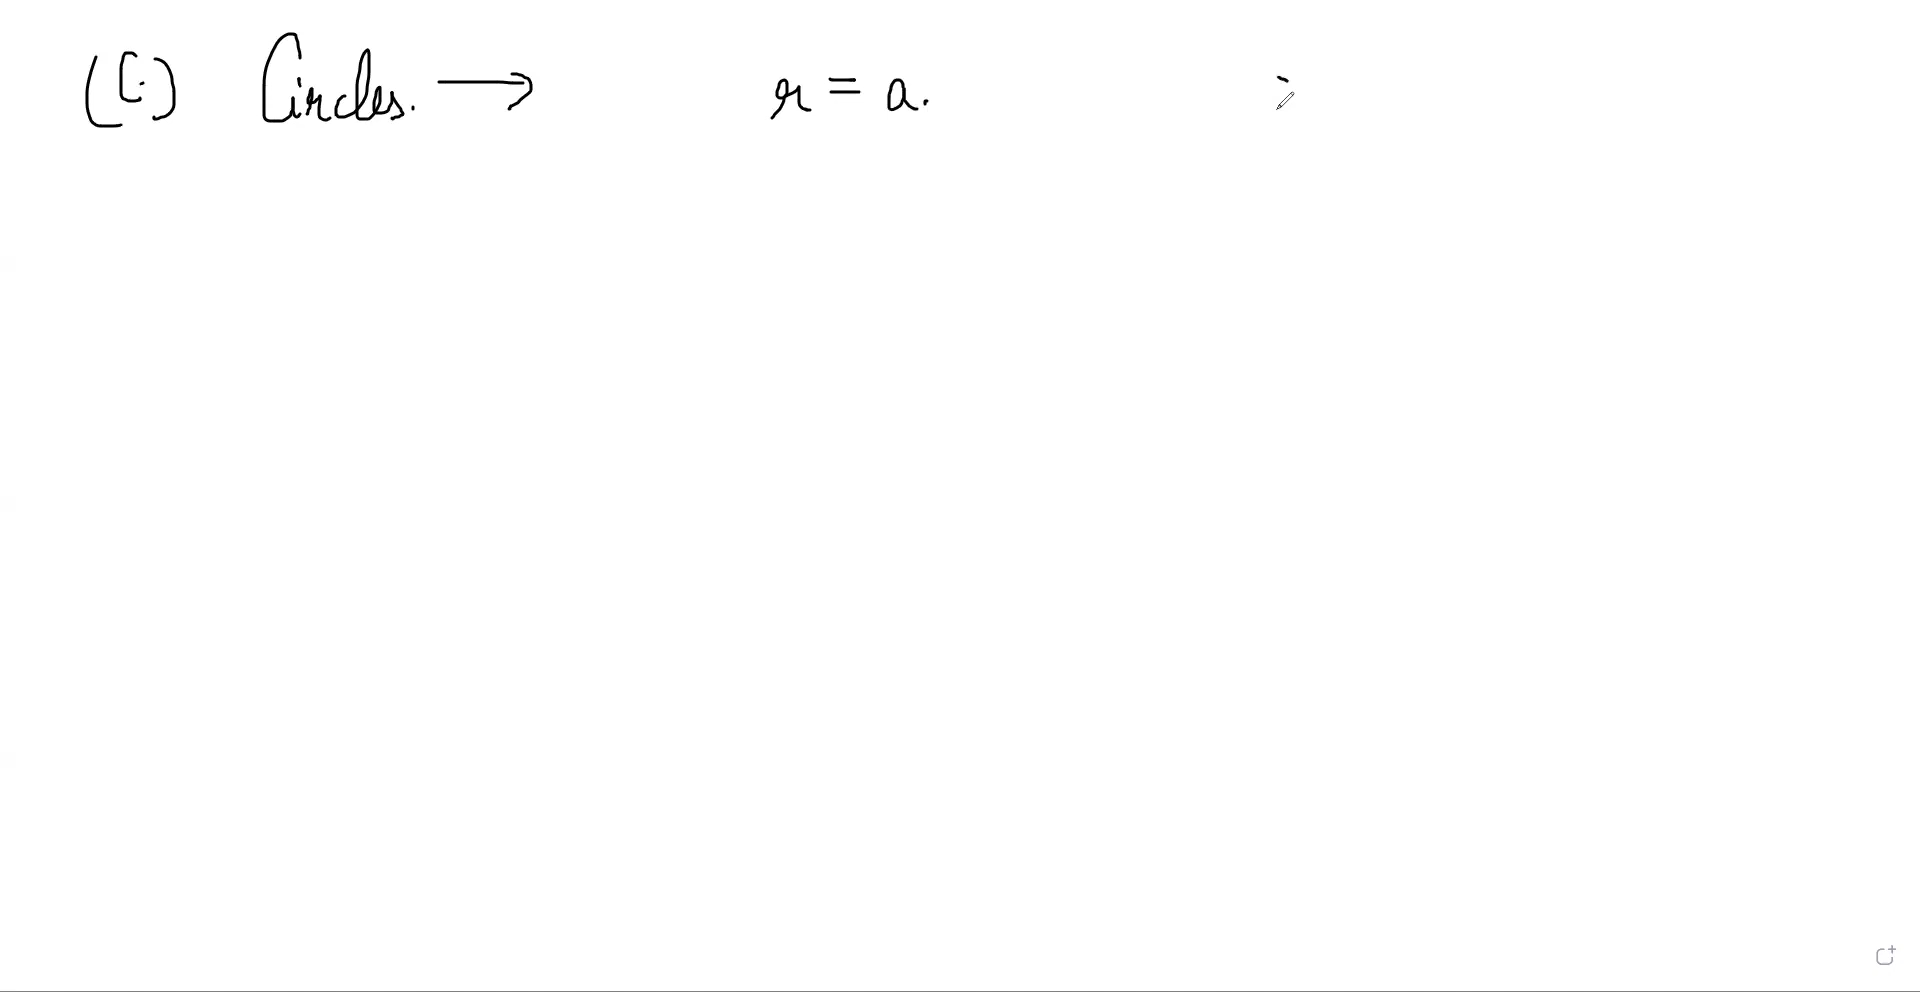 Circles. → r = a.